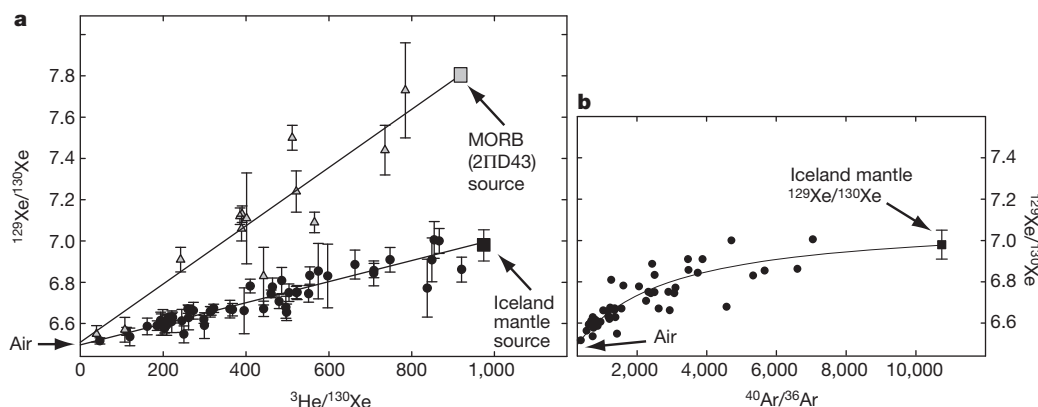 a
129Xe/130Xe
7.8
7.6
7.4
7.2
7.0
6.8
6.6
Air
MORB
(2ΠD43)
source
Iceland
mantle
source
0 200 400 600 800 1,000
3He/130Xe
b
Iceland mantle
129Xe/130Xe
Air
7.4
7.2
7.0
6.8
6.6
129Xe/130Xe
2,000 4,000 6,000 8,000 10,000
40Ar/36Ar